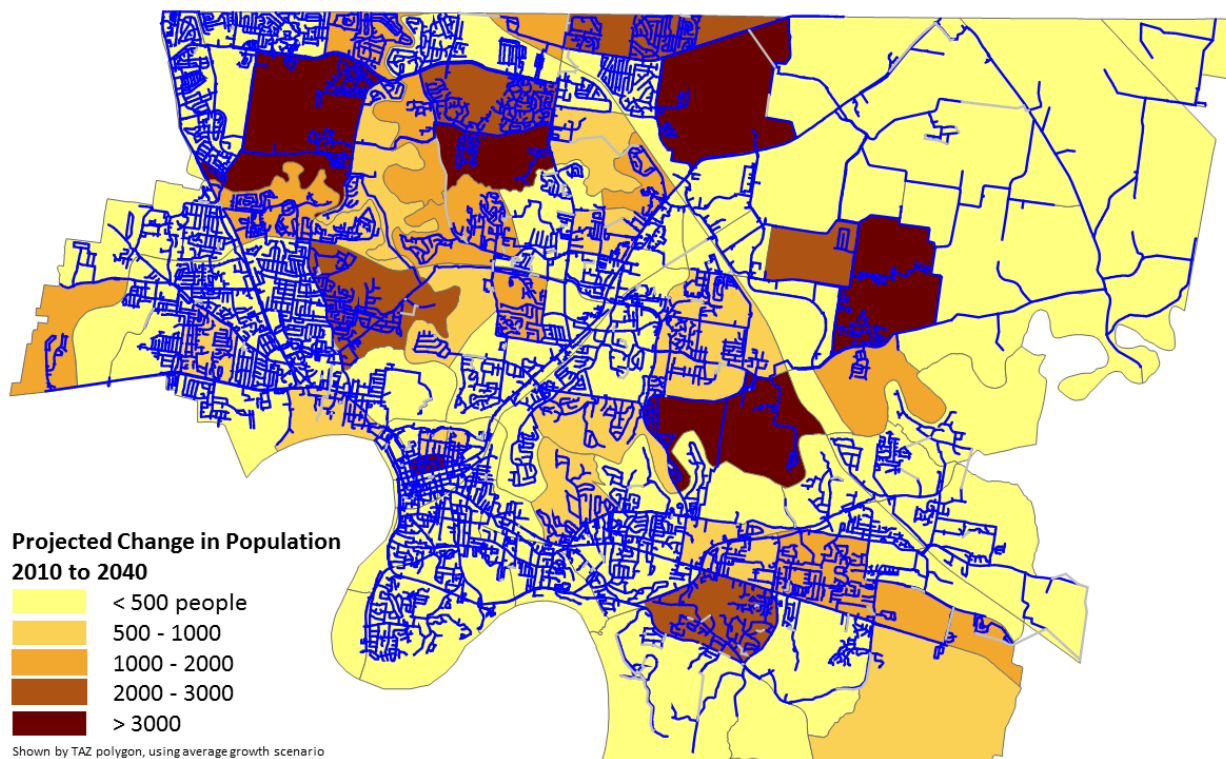 Projected Change in Population
2010 to 2040
< 500 people
500 - 1000
1000 - 2000
2000 - 3000
> 3000
Shown by TAZ polygon, using average growth scenario